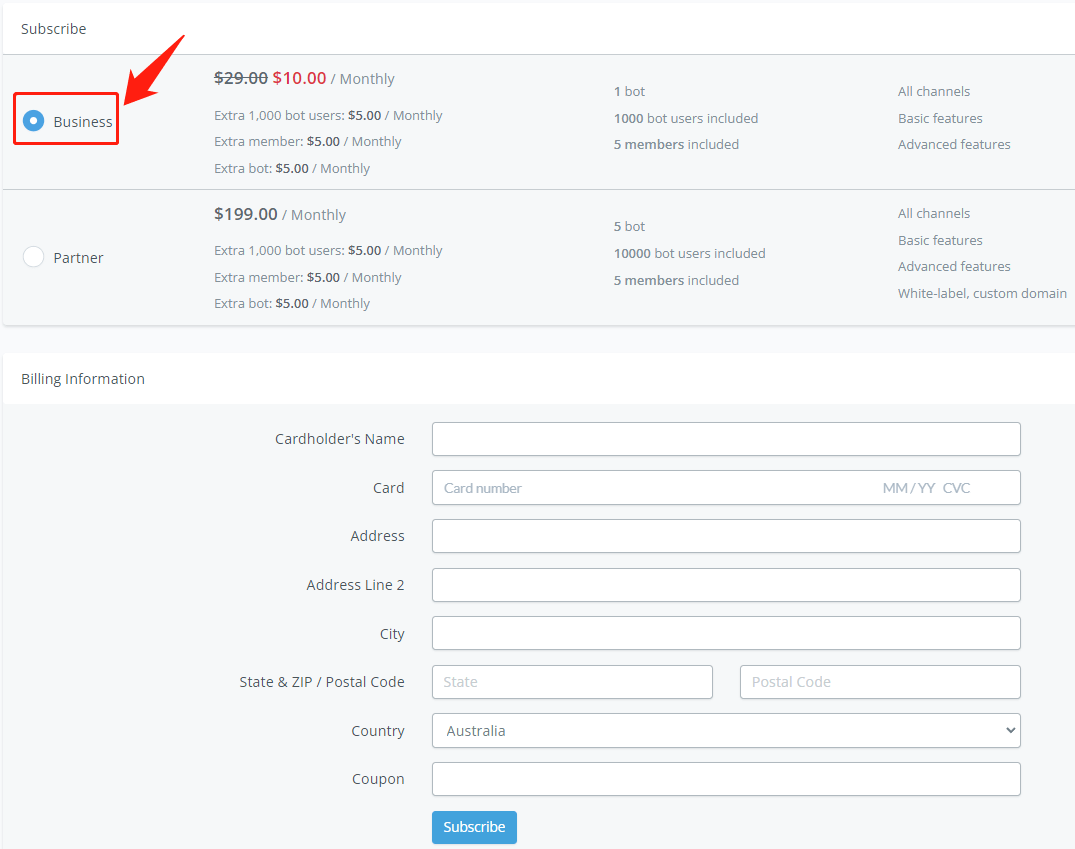 Subscribe
Business
$29.00 $10.00 / Monthly
Extra 1,000 bot users: $5.00 / Monthly
Extra member: $5.00 / Monthly
Extra bot: $5.00 / Monthly
1 bot
1000 bot users included
5 members included
All channels
Basic features
Advanced features
Partner
$199.00 / Monthly
Extra 1,000 bot users: $5.00 / Monthly
Extra member: $5.00 / Monthly
Extra bot: $5.00 / Monthly
5 bot
10000 bot users included
5 members included
All channels
Basic features
Advanced features
White-label, custom domain
Billing Information
Cardholder's Name
Card Card number MM / YY CVC
Address
Address Line 2
City
State & ZIP / Postal Code State Postal Code
Country Australia
Coupon
Subscribe